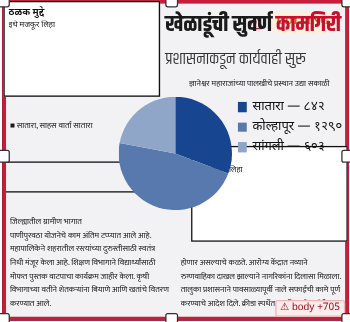 ठळक मुद्दे
इथे मजकूर लिहा
खेळाडूंची सुवर्ण कामगिरी
प्रशासनाकडून कार्यवाही सुरू
ज्ञानेश्वर महाराजांच्या पालखीचे प्रस्थान उद्या सकाळी
■ सातारा, साहस वार्ता सातारा
सातारा — ८४२
कोल्हापूर — १२९०
सांगली — ६०३
लिहा
जिल्ह्यातील ग्रामीण भागात
पाणीपुरवठा योजनेचे काम अंतिम टप्प्यात आले आहे.
महापालिकेने शहरातील रस्त्यांच्या दुरुस्तीसाठी स्वतंत्र
निधी मंजूर केला आहे. शिक्षण विभागाने विद्यार्थ्यांसाठी
मोफत पुस्तक वाटपाचा कार्यक्रम जाहीर केला. कृषी
विभागाच्या वतीने शेतकऱ्यांना बियाणे आणि खतांचे वितरण
करण्यात आले.
होणार असल्याचे कळते. आरोग्य केंद्रात नव्याने
रुग्णवाहिका दाखल झाल्याने नागरिकांना दिलासा मिळाला.
तालुका प्रशासनाने पावसाळ्यापूर्वी नाले सफाईची काम पूर्ण
करण्याचे आदेश दिले. क्रीडा स्पर्धेत
⚠ body +705